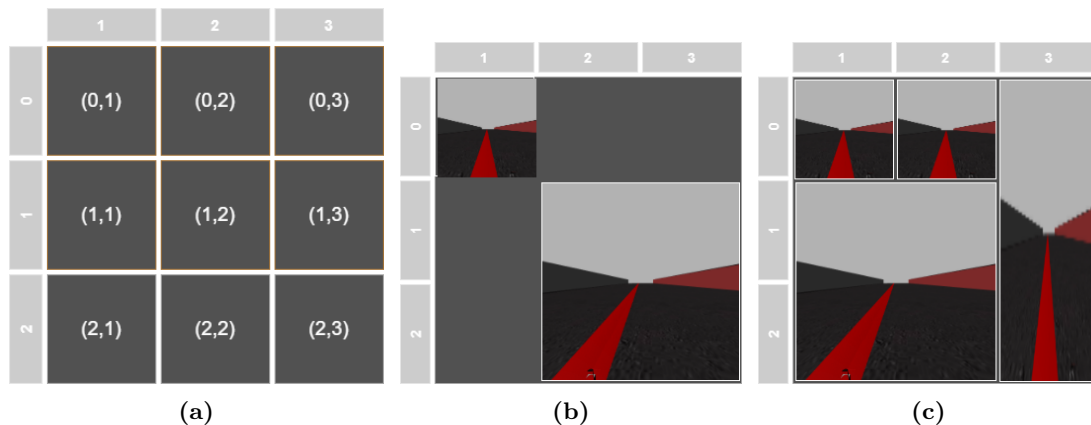 1 2 3
0 (0,1) (0,2) (0,3)
1 (1,1) (1,2) (1,3)
2 (2,1) (2,2) (2,3)
(a)
1 2 3
0
1
2
(b)
1 2 3
0
1
2
(c)